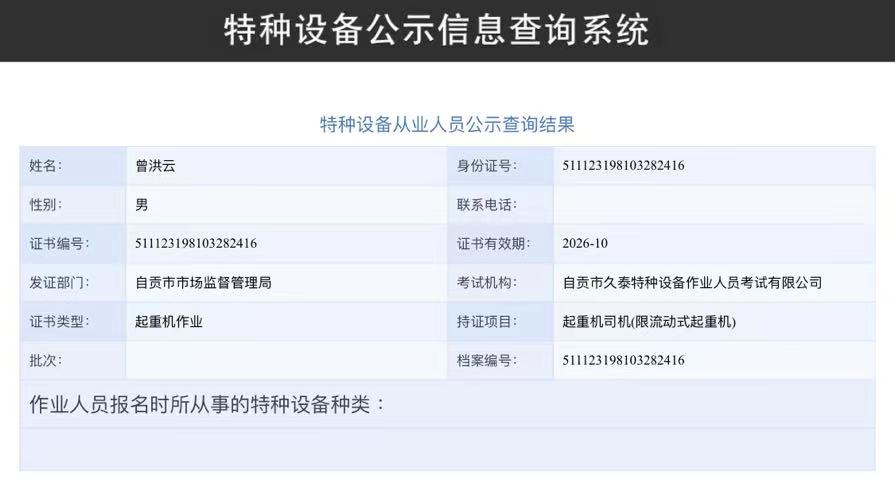 特种设备公示信息查询系统
特种设备从业人员公示查询结果
姓名： 曾洪云 身份证号： 511123198103282416
性别： 男 联系电话：
证书编号： 511123198103282416 证书有效期： 2026-10
发证部门： 自贡市市场监督管理局 考试机构： 自贡市久泰特种设备作业人员考试有限公司
证书类型： 起重机作业 持证项目： 起重机司机(限流动式起重机)
批次： 档案编号： 511123198103282416
作业人员报名时所从事的特种设备种类：